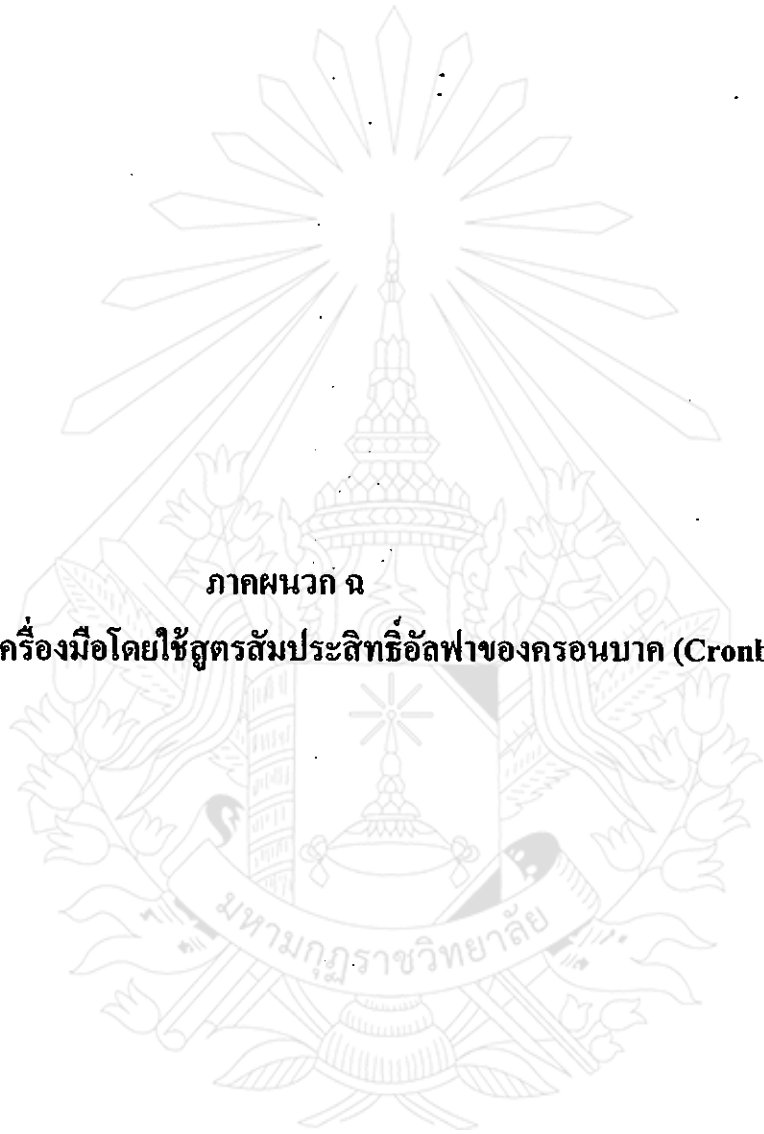 ภาคผนวก ฉ
ครื่องมือโดยใช้สูตรสัมประสิทธิ์อัลฟาของครอนบาค (Cront
มหามกุฏราชวิทยาลัย